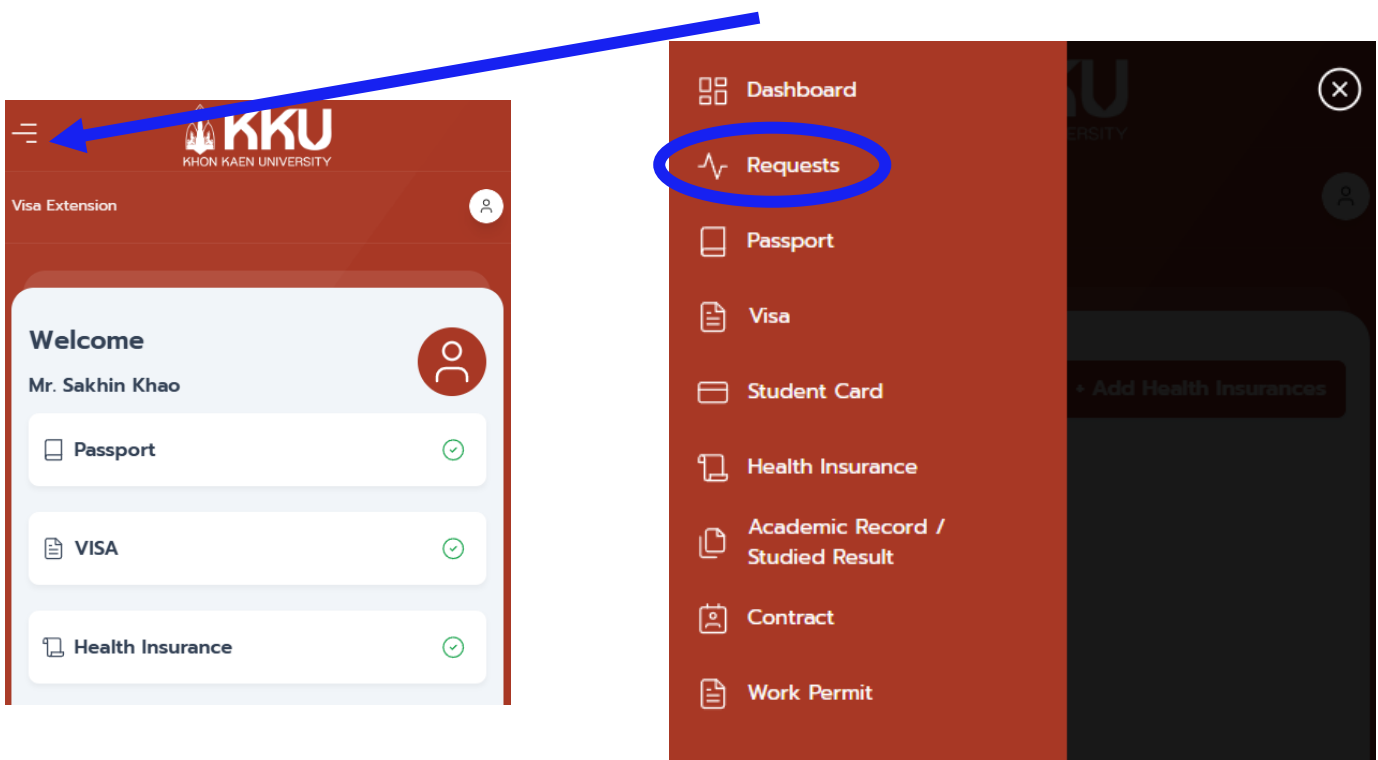 KKU
KHON KAEN UNIVERSITY
Visa Extension
Welcome
Mr. Sakhin Khao
Passport
VISA
Health Insurance
Dashboard
Requests
Passport
Visa
Student Card
Health Insurance
Academic Record /
Studied Result
Contract
Work Permit
U
ERSITY
+ Add Health Insurances